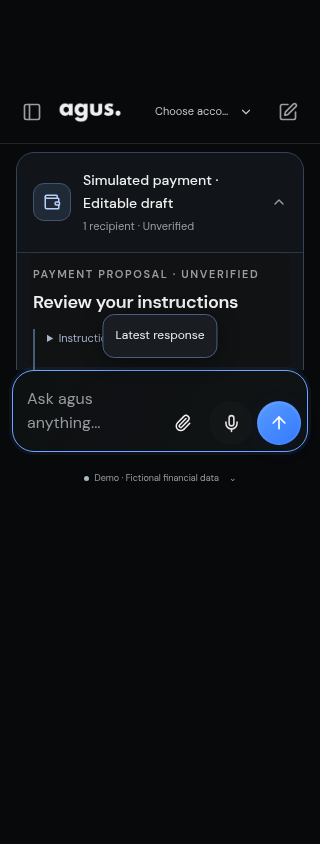 agus.
Choose acco...
Simulated payment ·
Editable draft
1 recipient · Unverified
PAYMENT PROPOSAL · UNVERIFIED
Review your instructions
Instructi
Latest response
Ask agus
anything...
Demo · Fictional financial data